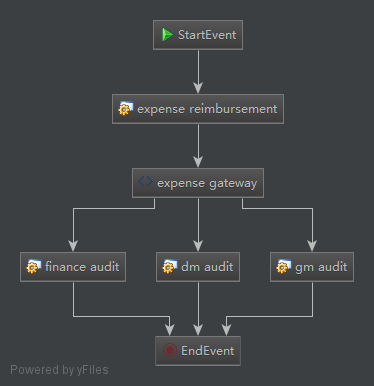 StartEvent
expense reimbursement
expense gateway
finance audit
dm audit
gm audit
EndEvent
Powered by yFiles